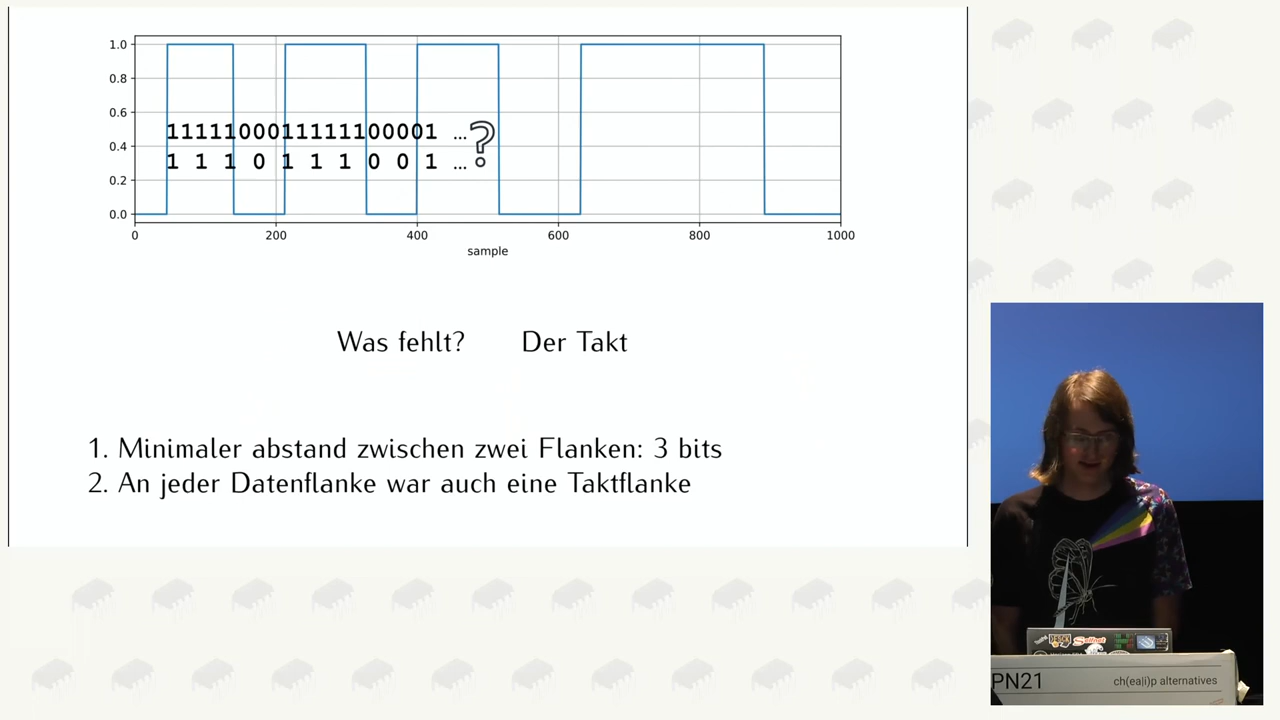 1.0
0.8
0.6
0.4
0.2
0.0
1111100011111100001 ...?
1 1 1 0 1 1 1 0 0 1 ...
0 200 400 600 800 1000
sample
Was fehlt? Der Takt
1. Minimaler abstand zwischen zwei Flanken: 3 bits
2. An jeder Datenflanke war auch eine Taktflanke
PN21 ch(ea|i)p alternatives